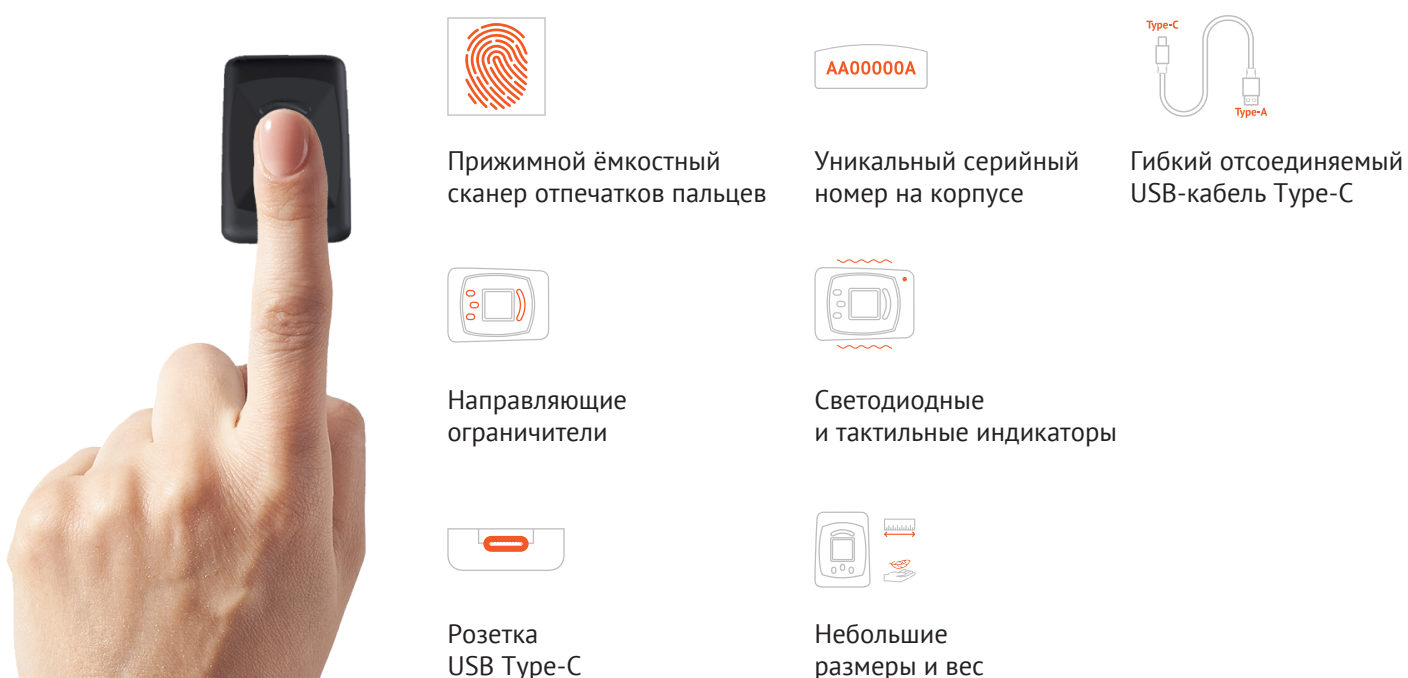 Type-C
Type-A
AA00000A
Прижимной ёмкостный
сканер отпечатков пальцев
Уникальный серийный
номер на корпусе
Гибкий отсоединяемый
USB-кабель Type-C
Направляющие
ограничители
Светодиодные
и тактильные индикаторы
Розетка
USB Type-C
Небольшие
размеры и вес